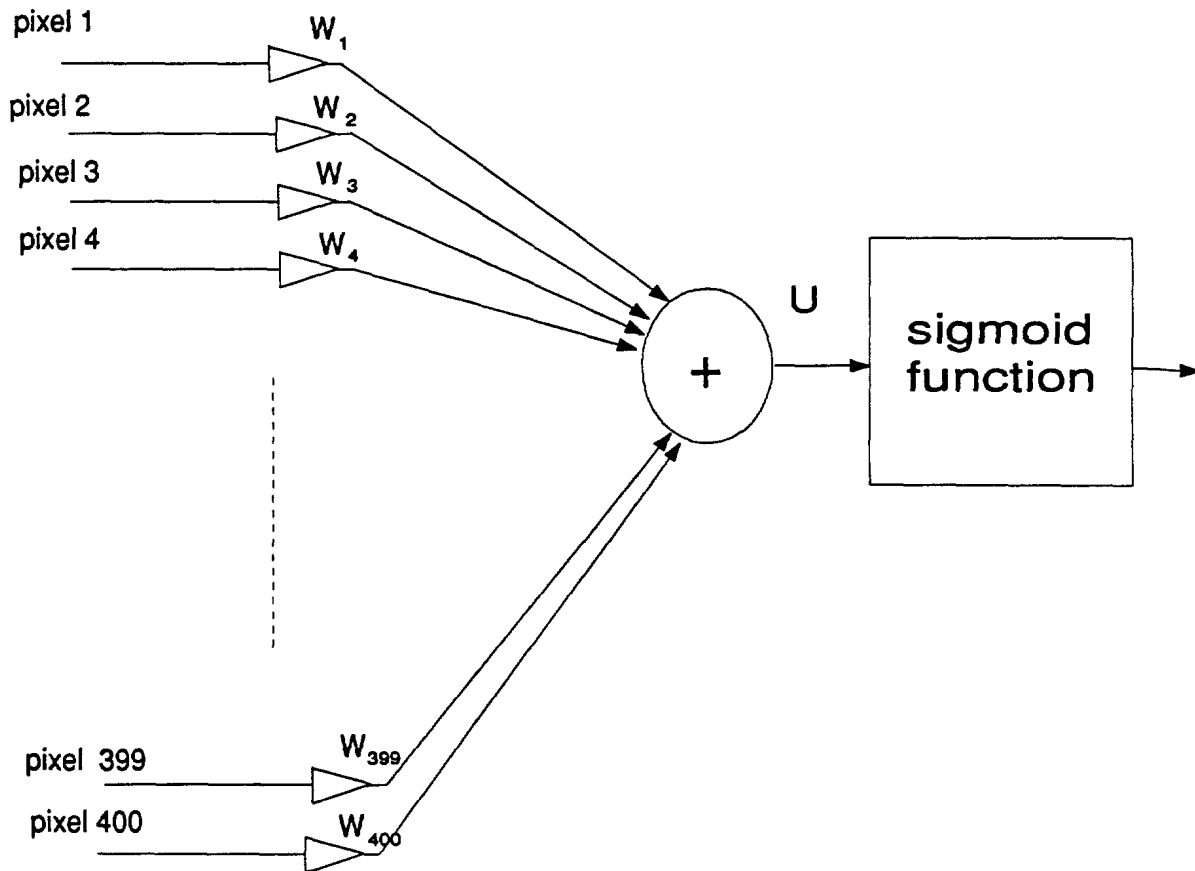 pixel 1
W1
pixel 2
W2
pixel 3
W3
pixel 4
W4
U
+
sigmoid
function
pixel 399
W399
pixel 400
W400